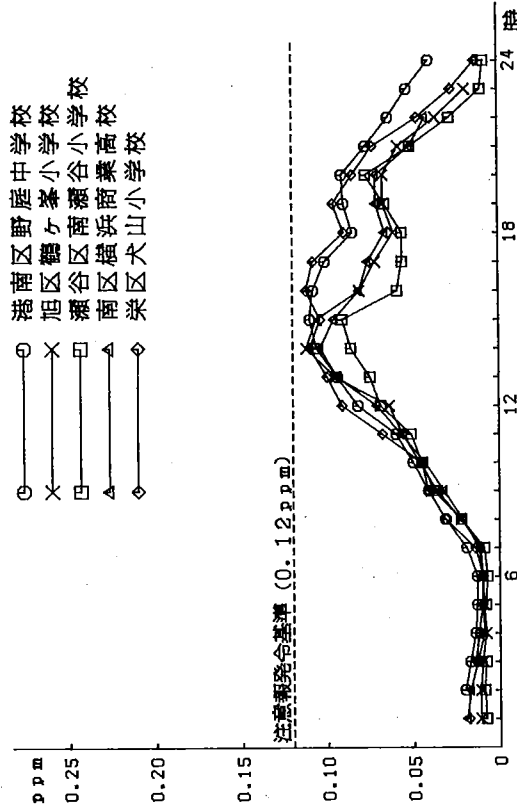 ppm
0.25
0.20
0.15
0.10
0.05
0
港南区野庭中学校
旭区鶴ヶ峯小学校
瀬谷区南瀬谷小学校
南区横浜商業高校
栄区犬山小学校
注意報発令基準 (0.12ppm)
6
12
18
24
時